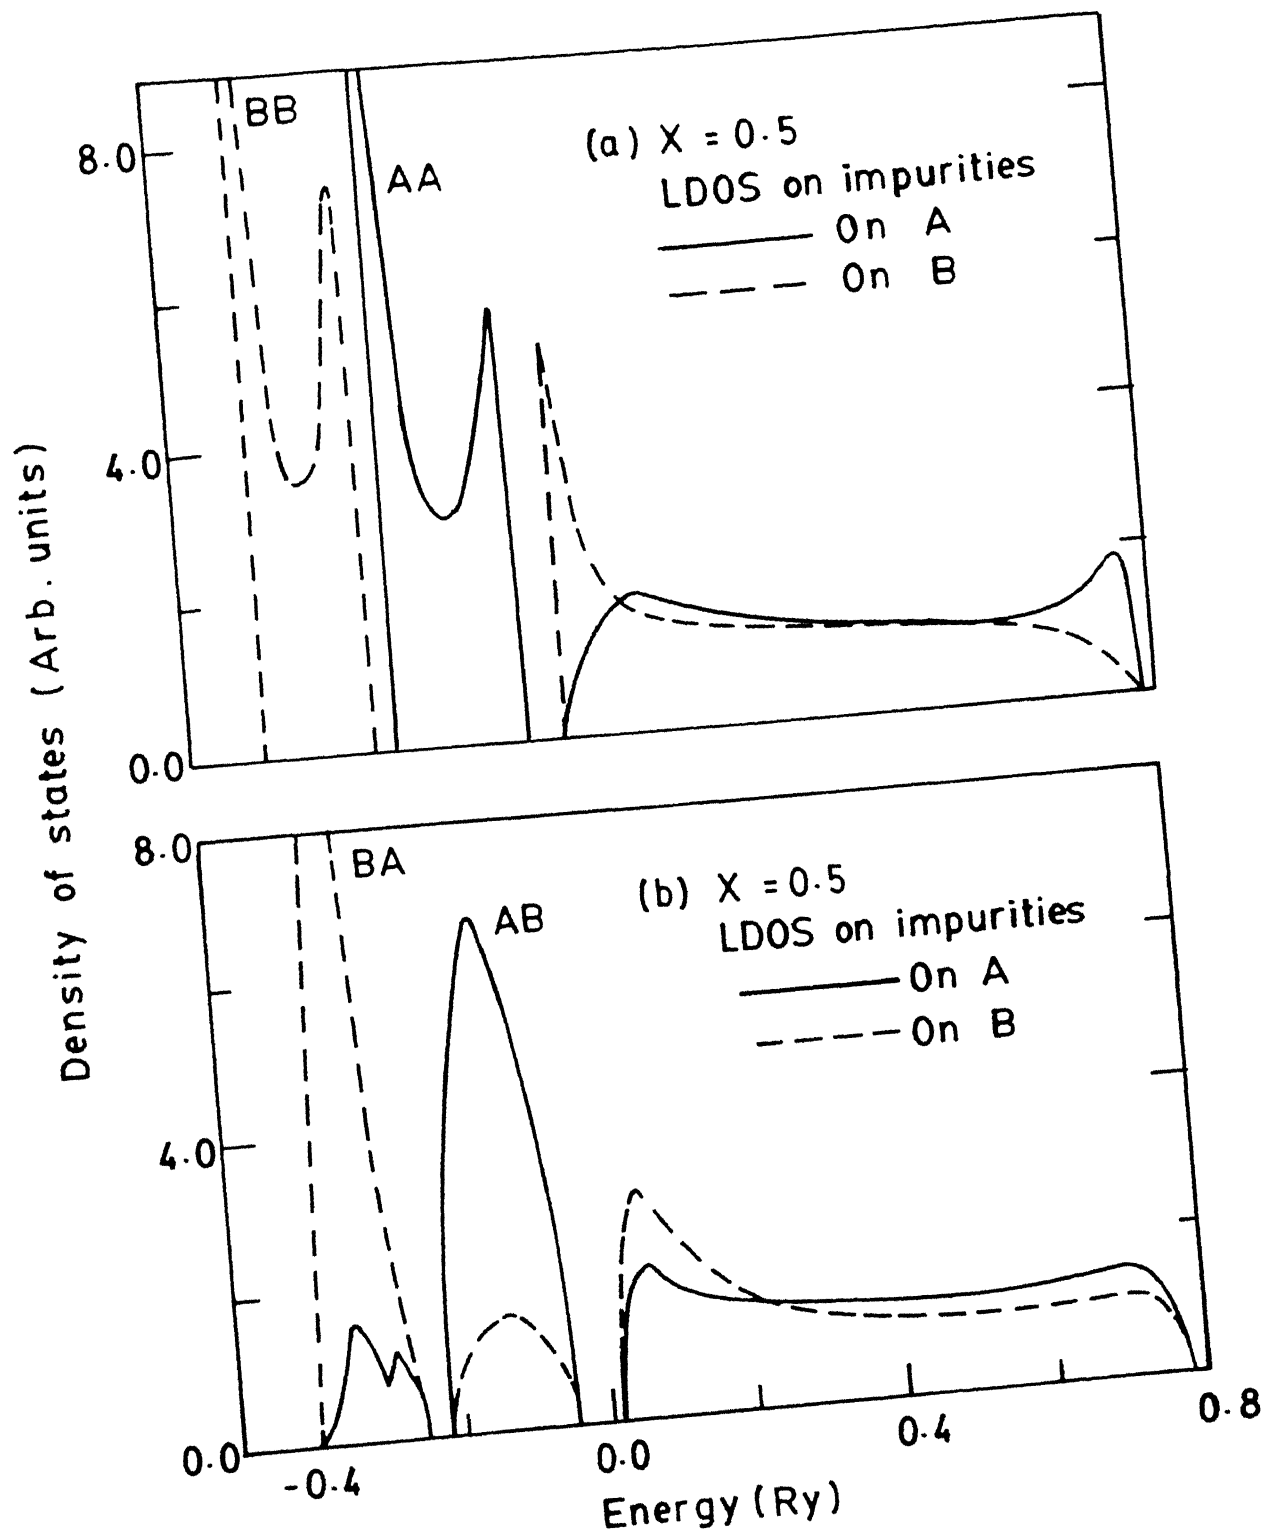 BB
8.0
AA
(a) X = 0.5
LDOS on impurities
On A
On B
4.0
0.0
Density of states (Arb. units)
8.0
BA
AB
(b) X = 0.5
LDOS on impurities
On A
On B
4.0
0.0
-0.4
0.0
0.4
0.8
Energy (Ry)